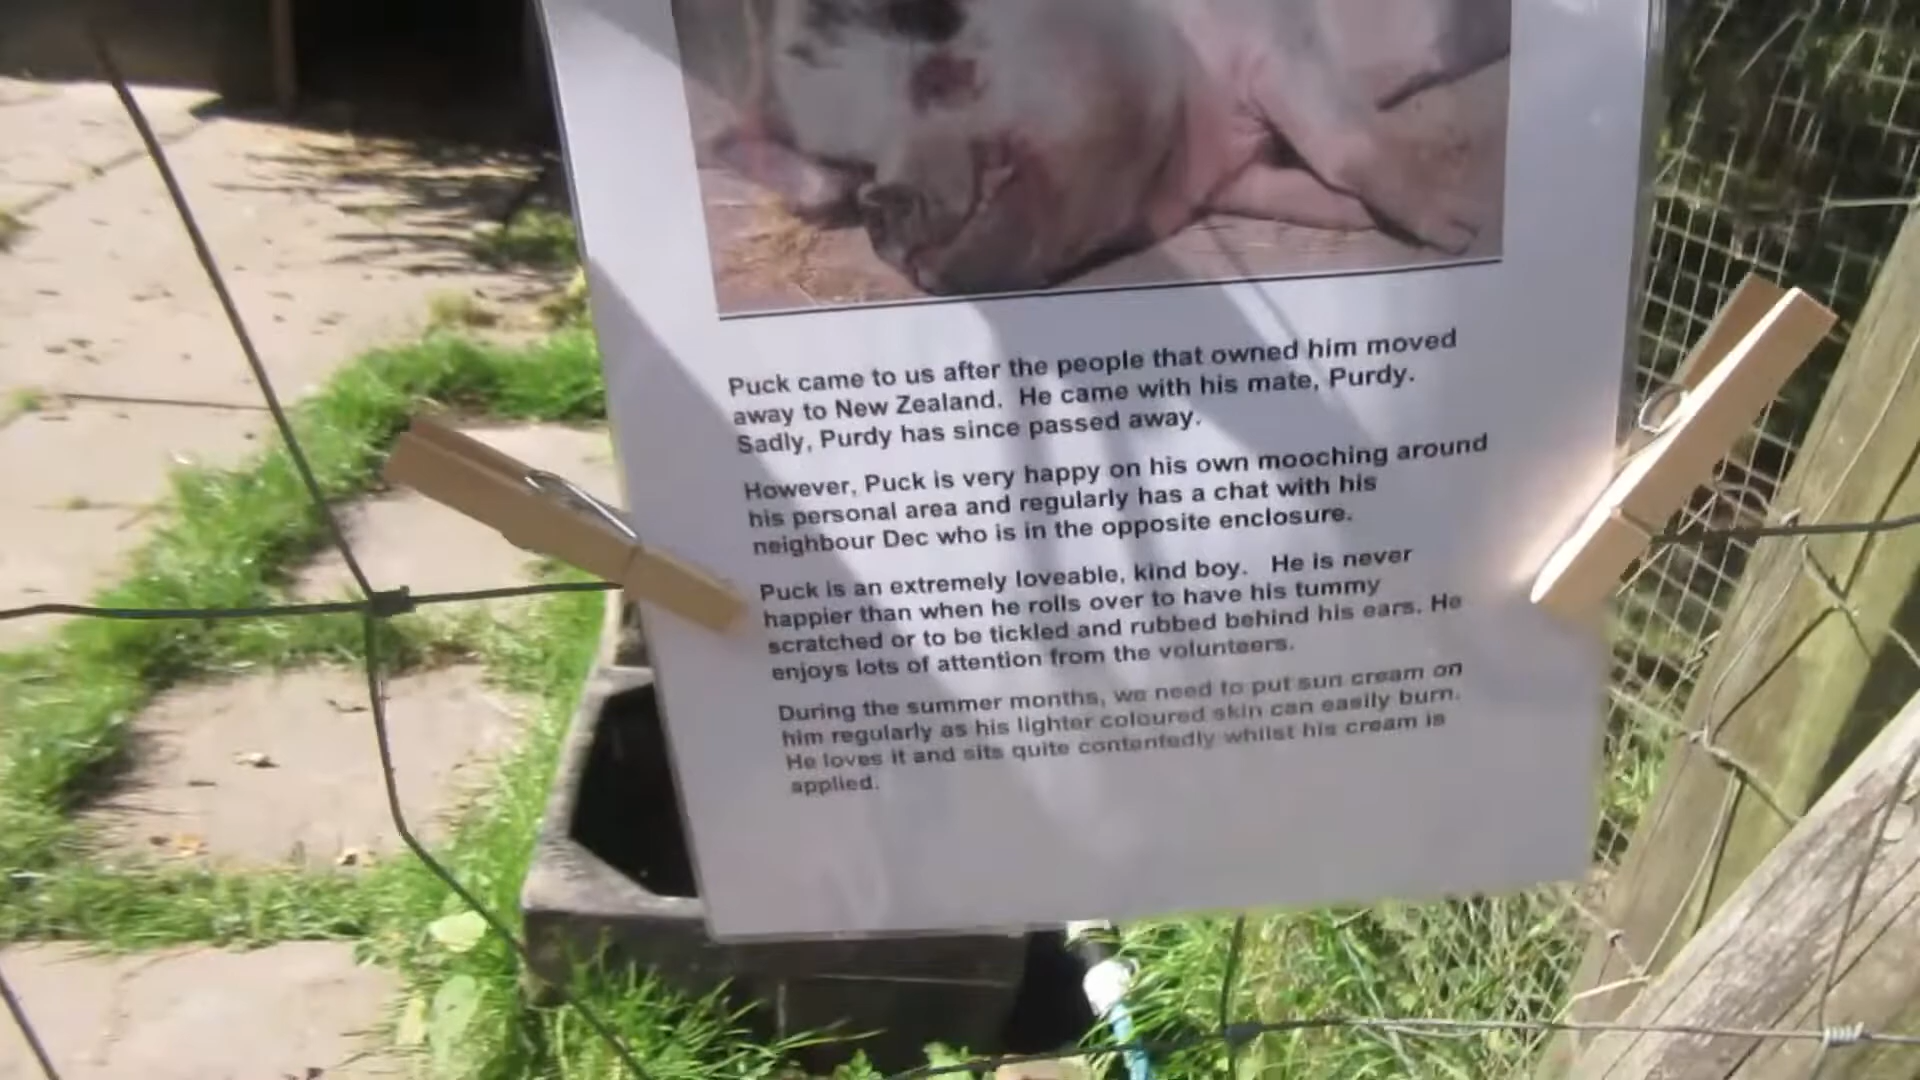 Puck came to us after the people that owned him moved
away to New Zealand. He came with his mate, Purdy.
Sadly, Purdy has since passed away.
However, Puck is very happy on his own mooching around
his personal area and regularly has a chat with his
neighbour Dec who is in the opposite enclosure.
Puck is an extremely loveable, kind boy. He is never
happier than when he rolls over to have his tummy
scratched or to be tickled and rubbed behind his ears. He
enjoys lots of attention from the volunteers.
During the summer months, we need to put sun cream on
him regularly as his lighter coloured skin can easily burn.
He loves it and sits quite contentedly whilst his cream is
applied.